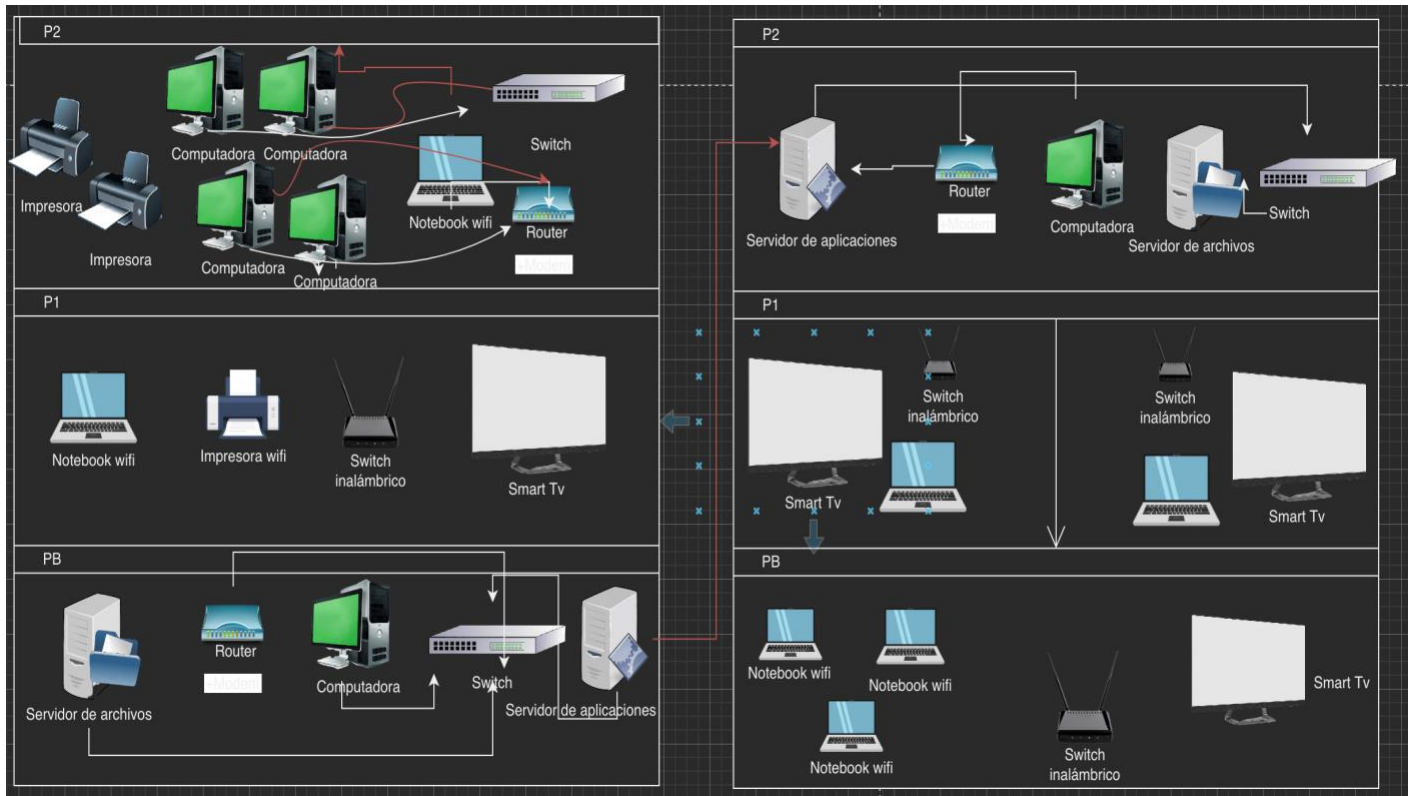 P2
Computadora
Computadora
Switch
Impresora
Notebook wifi
Router
+Modem
Impresora
Computadora
Computadora
P1
Notebook wifi
Impresora wifi
Switch
inalámbrico
Smart Tv
PB
Router
+Modem
Computadora
Switch
Servidor de archivos
Servidor de aplicaciones
P2
Router
+Modem
Switch
Computadora
Servidor de aplicaciones
Servidor de archivos
P1
Switch
inalámbrico
Switch
inalámbrico
Smart Tv
Smart Tv
PB
Notebook wifi
Notebook wifi
Smart Tv
Notebook wifi
Switch
inalámbrico